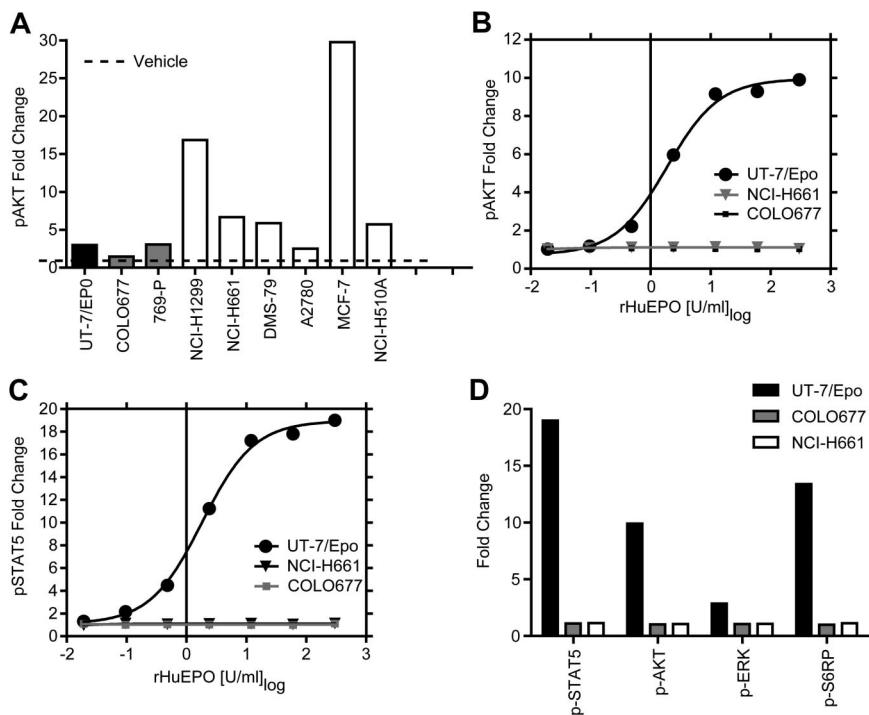 A
pAKT Fold Change
30
25
20
15
10
5
0
Vehicle
UT-7/EP0
COLO677
769-P
NCI-H1299
NCI-H661
DMS-79
A2780
MCF-7
NCI-H510A
B
pAKT Fold Change
12
10
8
6
4
2
0
UT-7/Epo
NCI-H661
COLO677
-2 -1 0 1 2 3
rHuEPO [U/ml]log
C
pSTAT5 Fold Change
20
18
16
14
12
10
8
6
4
2
0
UT-7/Epo
NCI-H661
COLO677
-2 -1 0 1 2 3
rHuEPO [U/ml]log
D
UT-7/Epo
COLO677
NCI-H661
Fold Change
20
15
10
5
0
p-STAT5
p-AKT
p-ERK
p-S6RP